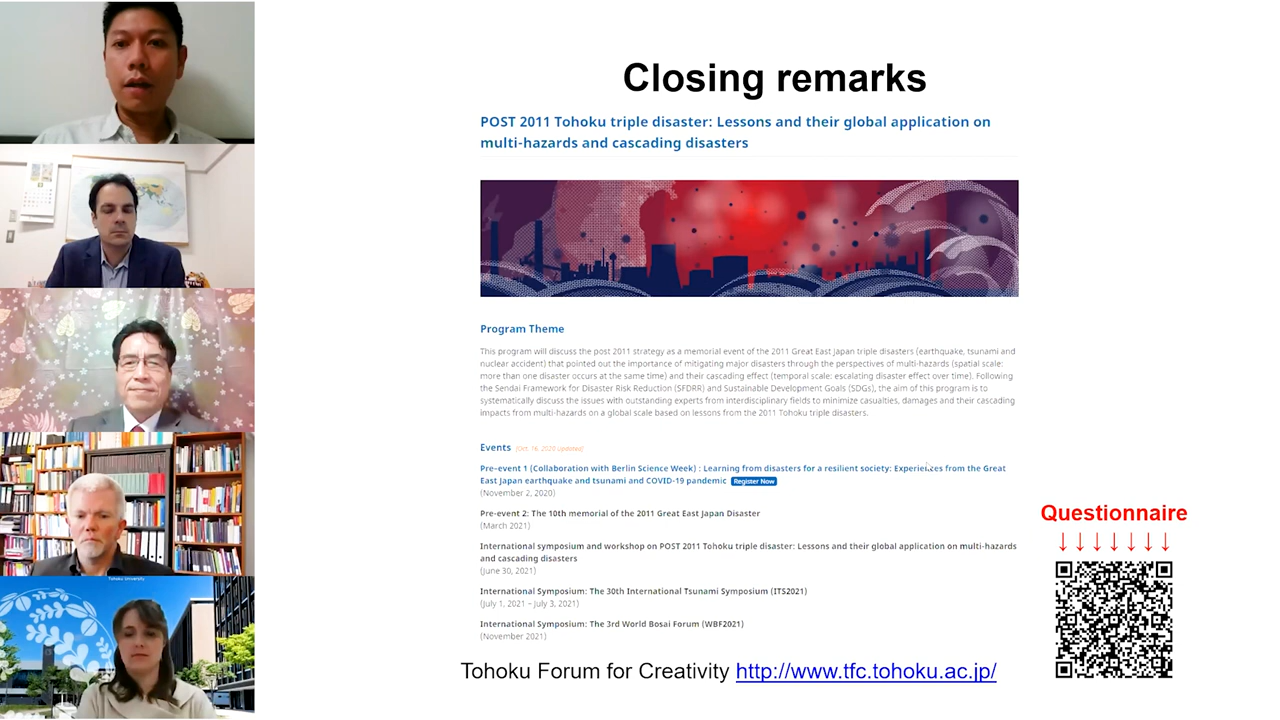 Closing remarks
POST 2011 Tohoku triple disaster: Lessons and their global application on
multi-hazards and cascading disasters
Program Theme
This program will discuss the post 2011 strategy as a memorial event of the 2011 Great East Japan triple disasters (earthquake, tsunami and
nuclear accident) that pointed out the importance of mitigating major disasters through the perspectives of multi-hazards (spatial scale:
more than one disaster occurs at the same time) and their cascading effect (temporal scale: escalating disaster effect over time). Following
the Sendai Framework for Disaster Risk Reduction (SFDRR) and Sustainable Development Goals (SDGs), the aim of this program is to
systematically discuss the issues with outstanding experts from interdisciplinary fields to minimize casualties, damages and their cascading
impacts from multi-hazards on a global scale based on lessons from the 2011 Tohoku triple disasters.
Events [Oct. 16, 2020 Updated]
Pre-event 1 (Collaboration with Berlin Science Week) : Learning from disasters for a resilient society: Experiences from the Great
East Japan earthquake and tsunami and COVID-19 pandemic Register Now
(November 2, 2020)
Pre-event 2: The 10th memorial of the 2011 Great East Japan Disaster
(March 2021)
International symposium and workshop on POST 2011 Tohoku triple disaster: Lessons and their global application on multi-hazards
and cascading disasters
(June 30, 2021)
International Symposium: The 30th International Tsunami Symposium (ITS2021)
(July 1, 2021 – July 3, 2021)
International Symposium: The 3rd World Bosai Forum (WBF2021)
(November 2021)
Tohoku Forum for Creativity http://www.tfc.tohoku.ac.jp/
Questionnaire
↓↓↓↓↓↓↓
Tohoku University